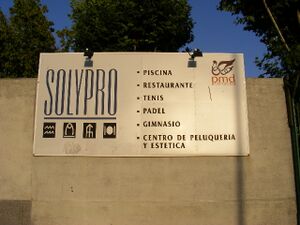 SOLYPRO
• PISCINA
• RESTAURANTE
• TENIS
• PADEL
• GIMNASIO
• CENTRO DE PELUQUERIA
Y ESTETICA
pmd